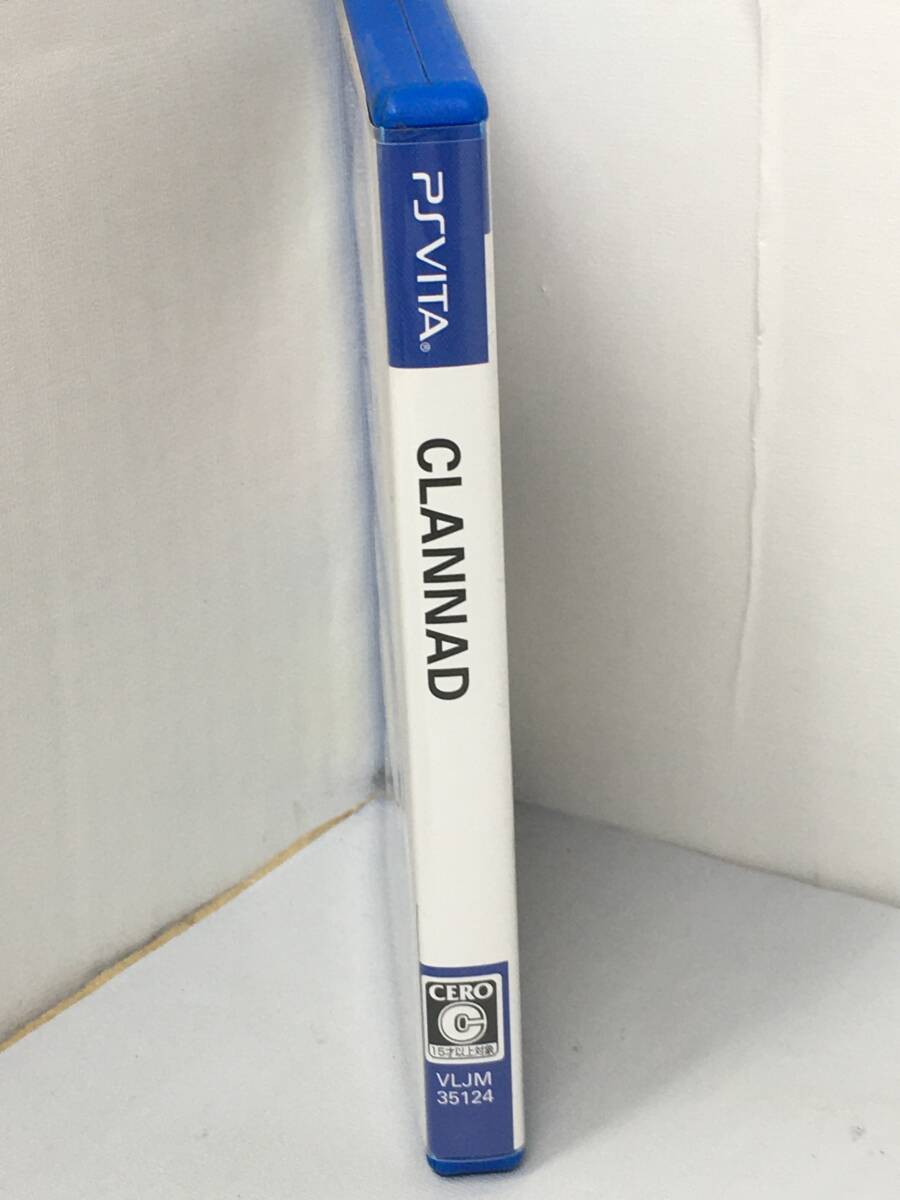 PSVITA®
CLANNAD
CERO
C
15才以上対象
VLJM
35124